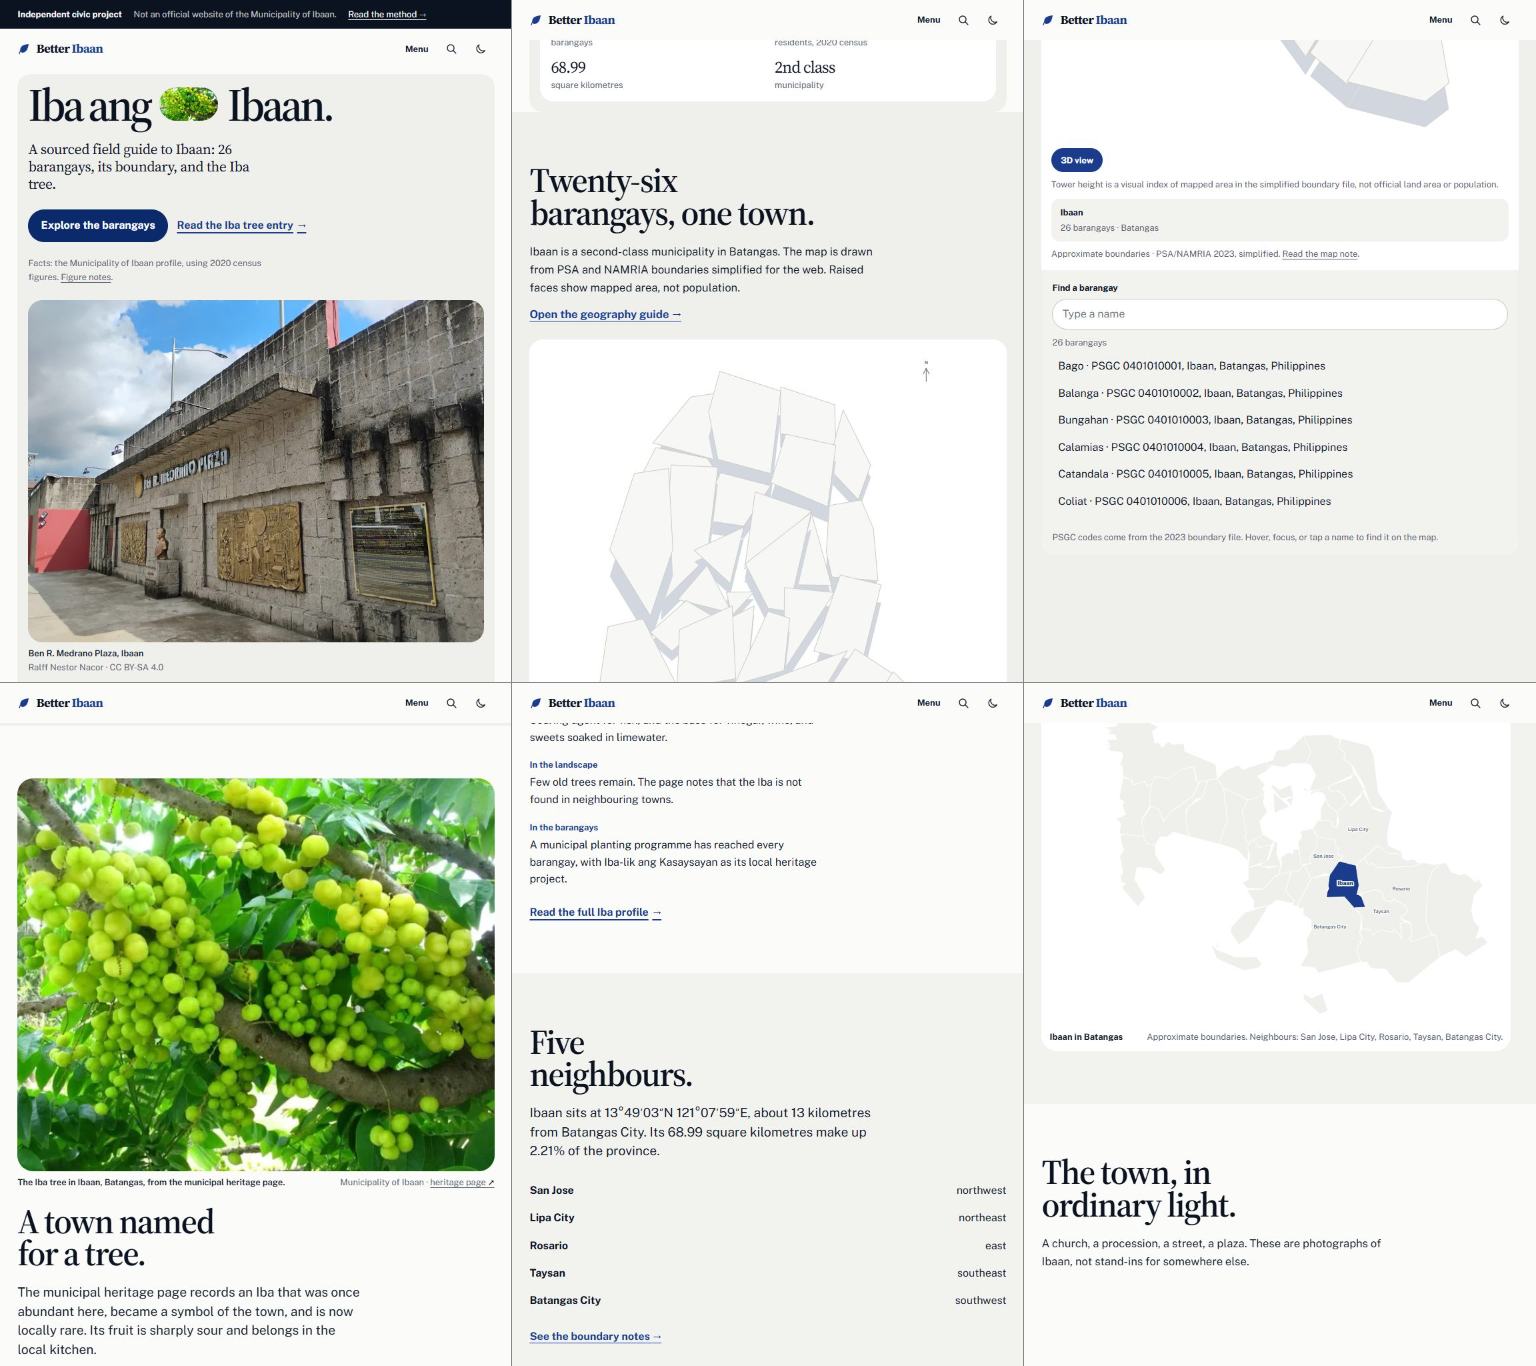 Independent civic project Not an official website of the Municipality of Ibaan. Read the method →
Better Ibaan
Menu
Iba ang Ibaan.
A sourced field guide to Ibaan: 26
barangays, its boundary, and the Iba
tree.
Explore the barangays
Read the Iba tree entry →
Facts: the Municipality of Ibaan profile, using 2020 census
figures. Figure notes.
BEN R. MEDRANO PLAZA
Ben R. Medrano Plaza, Ibaan
Ralff Nestor Nacor · CC BY-SA 4.0
Better Ibaan
Menu
barangays
residents, 2020 census
68.99
2nd class
square kilometres
municipality
Twenty-six
barangays, one town.
Ibaan is a second-class municipality in Batangas. The map is drawn
from PSA and NAMRIA boundaries simplified for the web. Raised
faces show mapped area, not population.
Open the geography guide →
N
Better Ibaan
Menu
3D view
Tower height is a visual index of mapped area in the simplified boundary file, not official land area or population.
Ibaan
26 barangays · Batangas
Approximate boundaries · PSA/NAMRIA 2023, simplified. Read the map note.
Find a barangay
Type a name
26 barangays
Bago · PSGC 0401010001, Ibaan, Batangas, Philippines
Balanga · PSGC 0401010002, Ibaan, Batangas, Philippines
Bungahan · PSGC 0401010003, Ibaan, Batangas, Philippines
Calamias · PSGC 0401010004, Ibaan, Batangas, Philippines
Catandala · PSGC 0401010005, Ibaan, Batangas, Philippines
Coliat · PSGC 0401010006, Ibaan, Batangas, Philippines
PSGC codes come from the 2023 boundary file. Hover, focus, or tap a name to find it on the map.
Better Ibaan
Menu
The Iba tree in Ibaan, Batangas, from the municipal heritage page.
Municipality of Ibaan · heritage page ↗
A town named
for a tree.
The municipal heritage page records an Iba that was once
abundant here, became a symbol of the town, and is now
locally rare. Its fruit is sharply sour and belongs in the
local kitchen.
Better Ibaan
Menu
sweets soaked in limewater.
In the landscape
Few old trees remain. The page notes that the Iba is not
found in neighbouring towns.
In the barangays
A municipal planting programme has reached every
barangay, with Iba-lik ang Kasaysayan as its local heritage
project.
Read the full Iba profile →
Five
neighbours.
Ibaan sits at 13°49′03″N 121°07′59″E, about 13 kilometres
from Batangas City. Its 68.99 square kilometres make up
2.21% of the province.
San Jose northwest
Lipa City northeast
Rosario east
Taysan southeast
Batangas City southwest
See the boundary notes →
Better Ibaan
Menu
Lipa City
San Jose
Ibaan
Rosario
Taysan
Batangas City
Ibaan in Batangas
Approximate boundaries. Neighbours: San Jose, Lipa City, Rosario, Taysan, Batangas City.
The town, in
ordinary light.
A church, a procession, a street, a plaza. These are photographs of
Ibaan, not stand-ins for somewhere else.